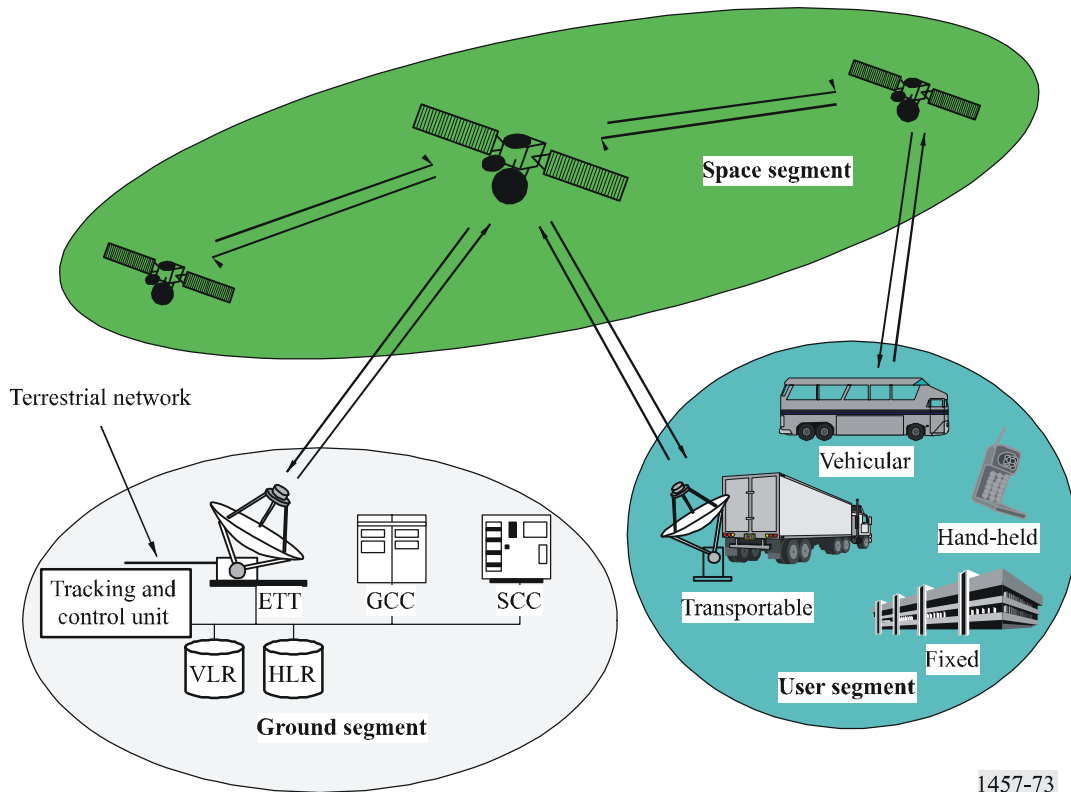 Space segment
Terrestrial network
Vehicular
Hand-held
Tracking and
control unit
ETT
GCC
SCC
Transportable
VLR
HLR
Fixed
User segment
Ground segment
1457-73